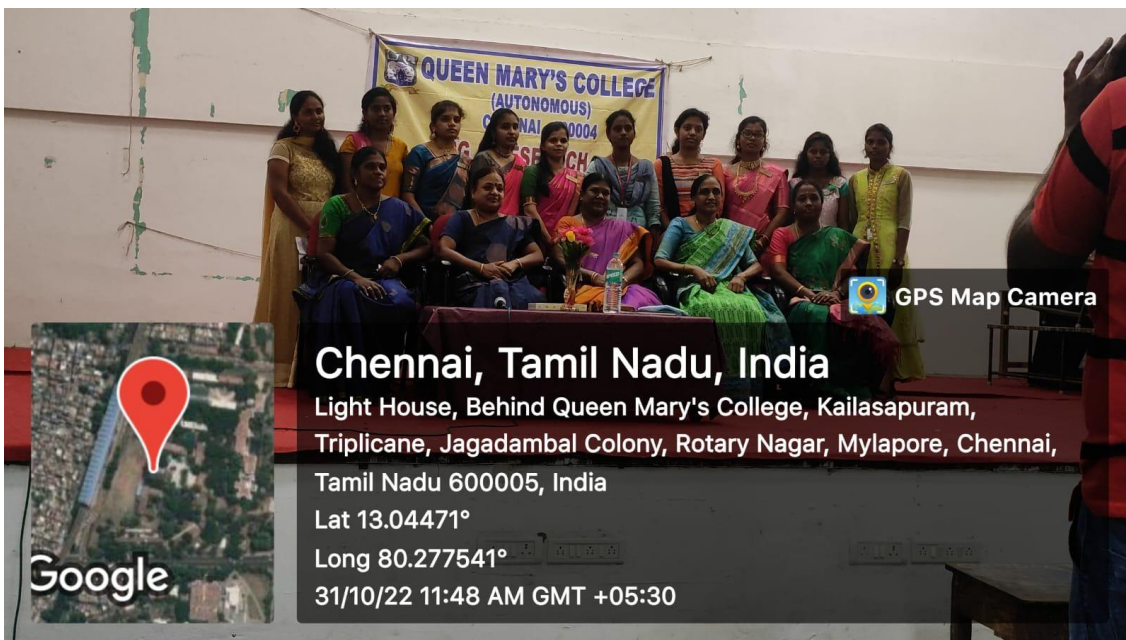 QUEEN MARY'S COLLEGE
(AUTONOMOUS)
CHENNAI 600004
GPS Map Camera
Chennai, Tamil Nadu, India
Light House, Behind Queen Mary's College, Kailasapuram,
Triplicane, Jagadambal Colony, Rotary Nagar, Mylapore, Chennai,
Tamil Nadu 600005, India
Lat 13.04471°
Long 80.277541°
31/10/22 11:48 AM GMT +05:30
Google